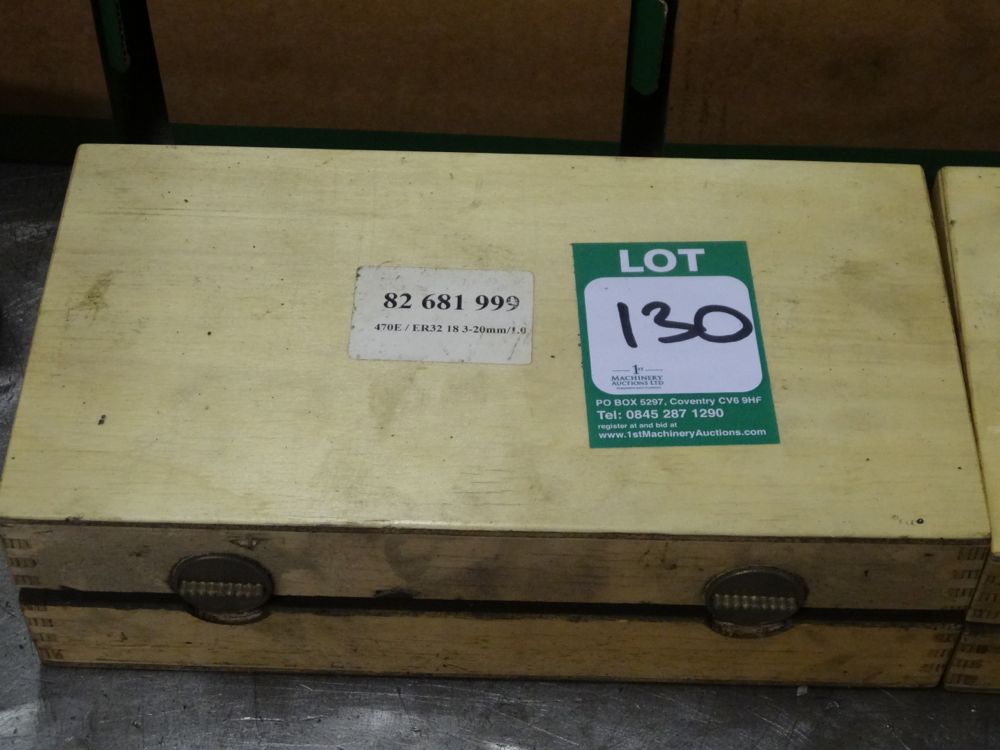 82 681 999
470E / ER32 18 3-20mm/1.0
LOT
130
1ST
MACHINERY
AUCTIONS LTD
PO BOX 5297, Coventry CV6 9HF
Tel: 0845 287 1290
register at and bid at
www.1stMachineryAuctions.com